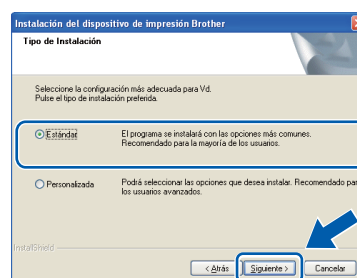 Instalación del dispositivo de impresión Brother
Tipo de Instalación
Seleccione la configuración más adecuada para Vd.
Pulse el tipo de instalación preferida.
Estándar
El programa se instalará con las opciones más comunes.
Recomendado para la mayoría de los usuarios.
Personalizada
Podrá seleccionar las opciones que desea instalar. Recomendado par
los usuarios avanzados.
InstallShield
< Atrás
Siguiente >
Cancelar